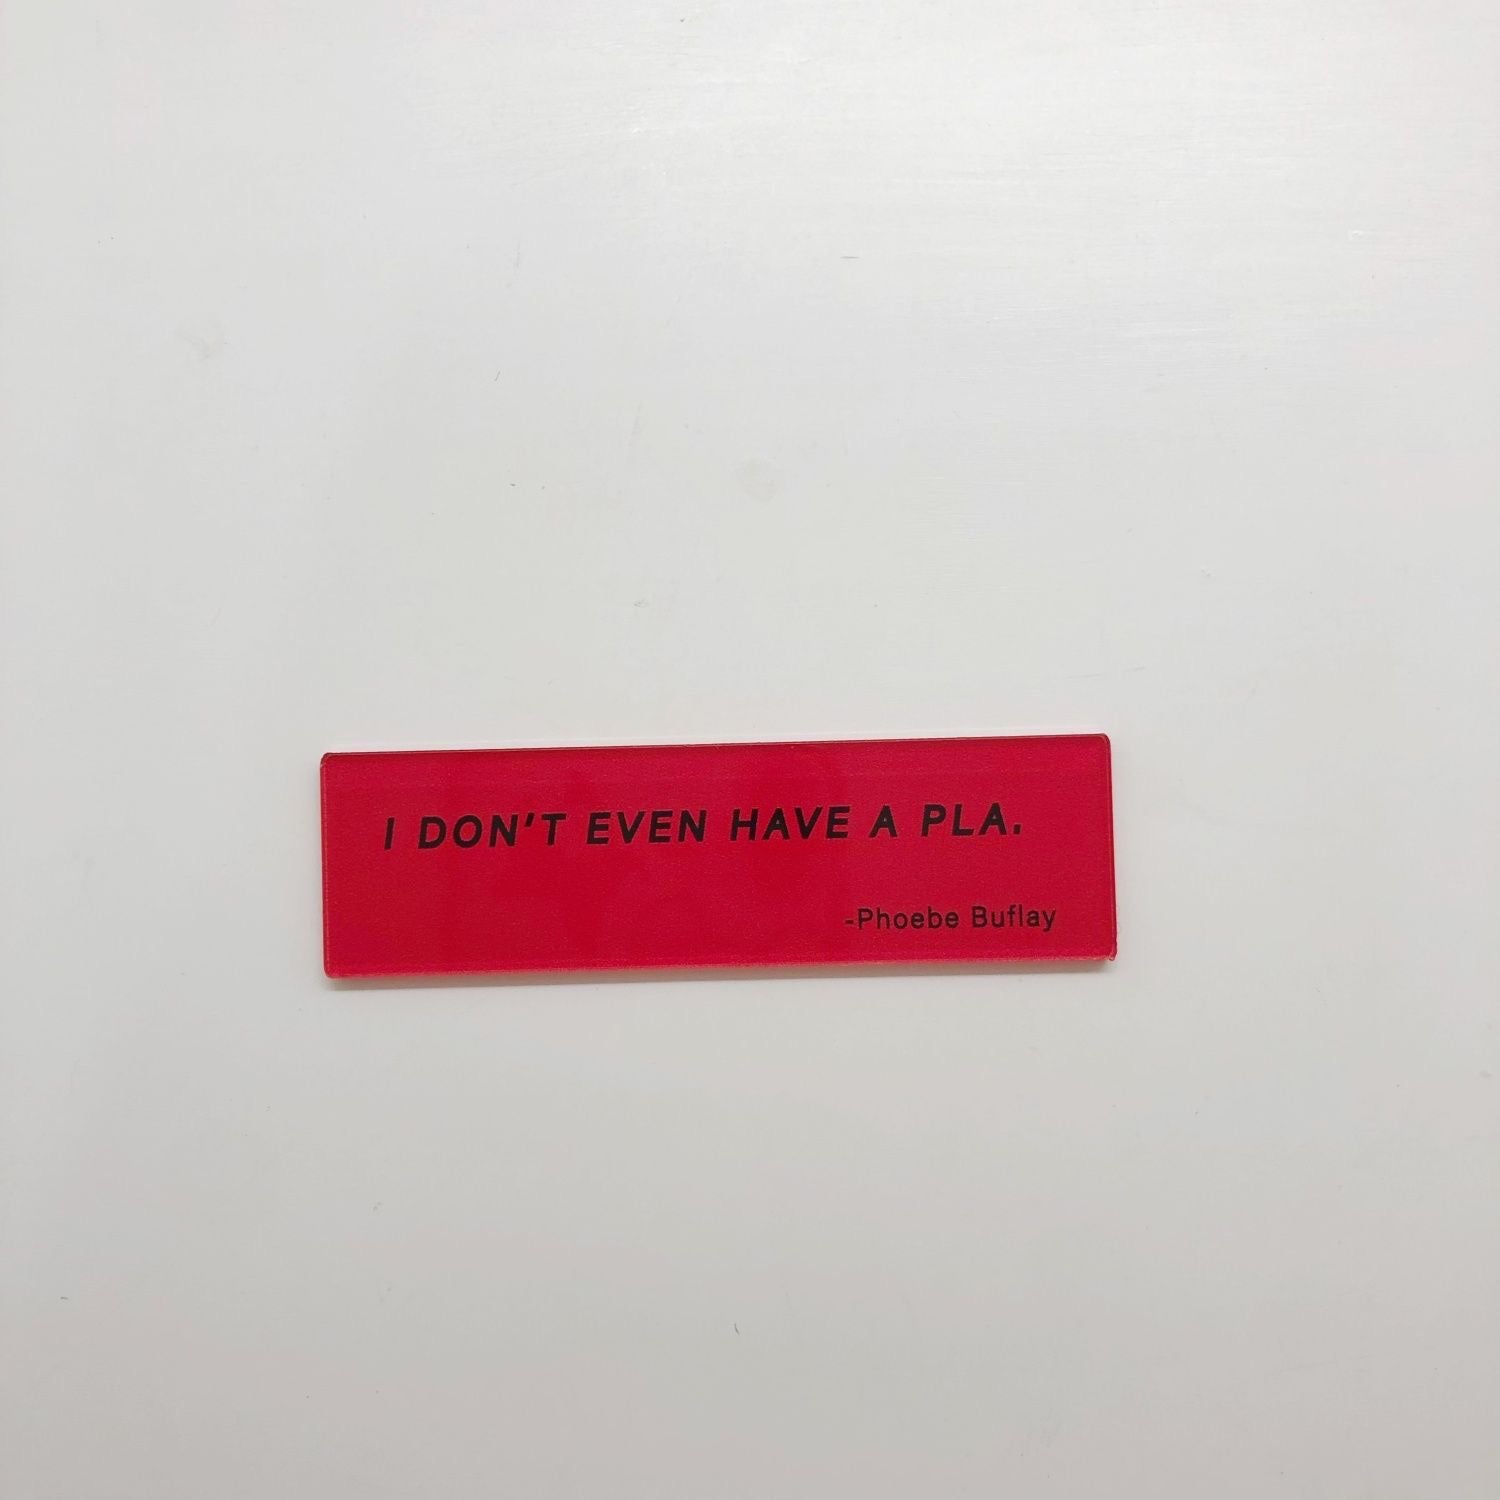 I DON'T EVEN HAVE A PLA.
-Phoebe Buflay